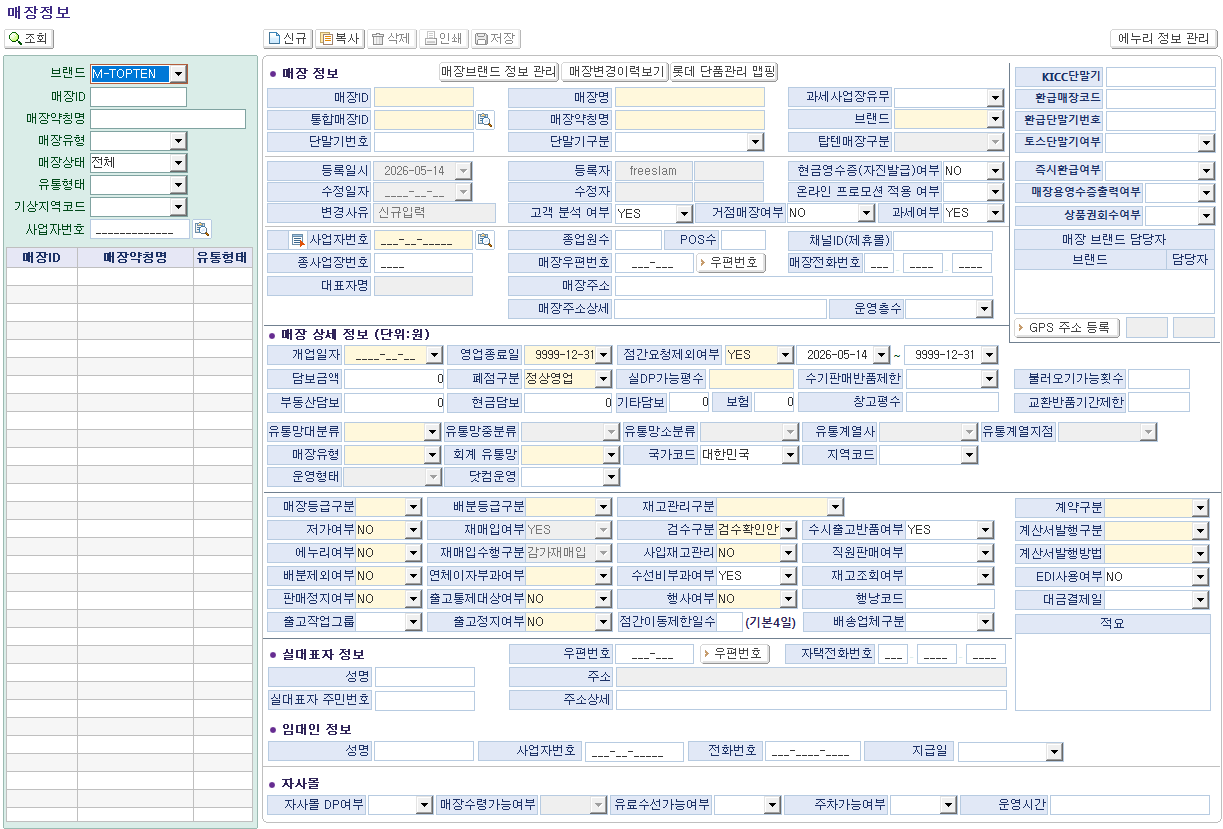 매장정보
조회 신규 복사 삭제 인쇄 저장 에누리 정보 관리
브랜드 M-TOPTEN
매장ID
매장약칭명
매장유형
매장상태 전체
유통형태
기상지역코드
사업자번호 _____________
매장ID 매장약칭명 유통형태
매장 정보 매장브랜드 정보 관리 매장변경이력보기 롯데 단품관리 맵핑
매장ID 매장명 과세사업장유무
통합매장ID 매장약칭명 브랜드
단말기번호 단말기구분 탑텐매장구분
등록일시 2026-05-14 등록자 freeslam 현금영수증(자진발급)여부 NO
수정일자 ____-__-__ 수정자 온라인 프로모션 적용 여부
변경사유 신규입력 고객 분석 여부 YES 거점매장여부 NO 과세여부 YES
사업자번호 ___-__-_____ 종업원수 POS수 채널ID(제휴몰)
종사업장번호 ____ 매장우편번호 ___-___ 우편번호 매장전화번호 ___ ____ ____
대표자명 매장주소
매장주소상세 운영층수
KICC단말기
환급매장코드
환급단말기번호
토스단말기여부
즉시환급여부
매장용영수증출력여부
상품권회수여부
매장 브랜드 담당자
브랜드 담당자
GPS 주소 등록
매장 상세 정보 (단위:원)
개업일자 ____-__-__ 영업종료일 9999-12-31 점간요청제외여부 YES 2026-05-14 ~ 9999-12-31
담보금액 0 폐점구분 정상영업 실DP가능평수 수기판매반품제한 불러오기가능횟수
부동산담보 0 현금담보 0 기타담보 0 보험 0 창고평수 교환반품기간제한
유통망대분류 유통망중분류 유통망소분류 유통계열사 유통계열지점
매장유형 회계 유통망 국가코드 대한민국 지역코드
운영형태 닷컴운영
매장등급구분 배분등급구분 재고관리구분 계약구분
저가여부 NO 재매입여부 YES 검수구분 검수확인안 수시출고반품여부 YES 계산서발행구분
에누리여부 NO 재매입수행구분 감가재매입 사입재고관리 NO 직원판매여부 계산서발행방법
배분제외여부 NO 연체이자부과여부 수선비부과여부 YES 재고조회여부 EDI사용여부 NO
판매정지여부 NO 출고통제대상여부 NO 행사여부 NO 행낭코드 대금결제일
출고작업그룹 출고정지여부 NO 점간이동제한일수 (기본4일) 배송업체구분 적요
실대표자 정보 우편번호 ___-___ 우편번호 자택전화번호 ___ ____ ____
성명 주소
실대표자 주민번호 주소상세
임대인 정보
성명 사업자번호 ___-__-_____ 전화번호 ___-____-____ 지급일
자사몰
자사몰 DP여부 매장수령가능여부 유료수선가능여부 주차가능여부 운영시간